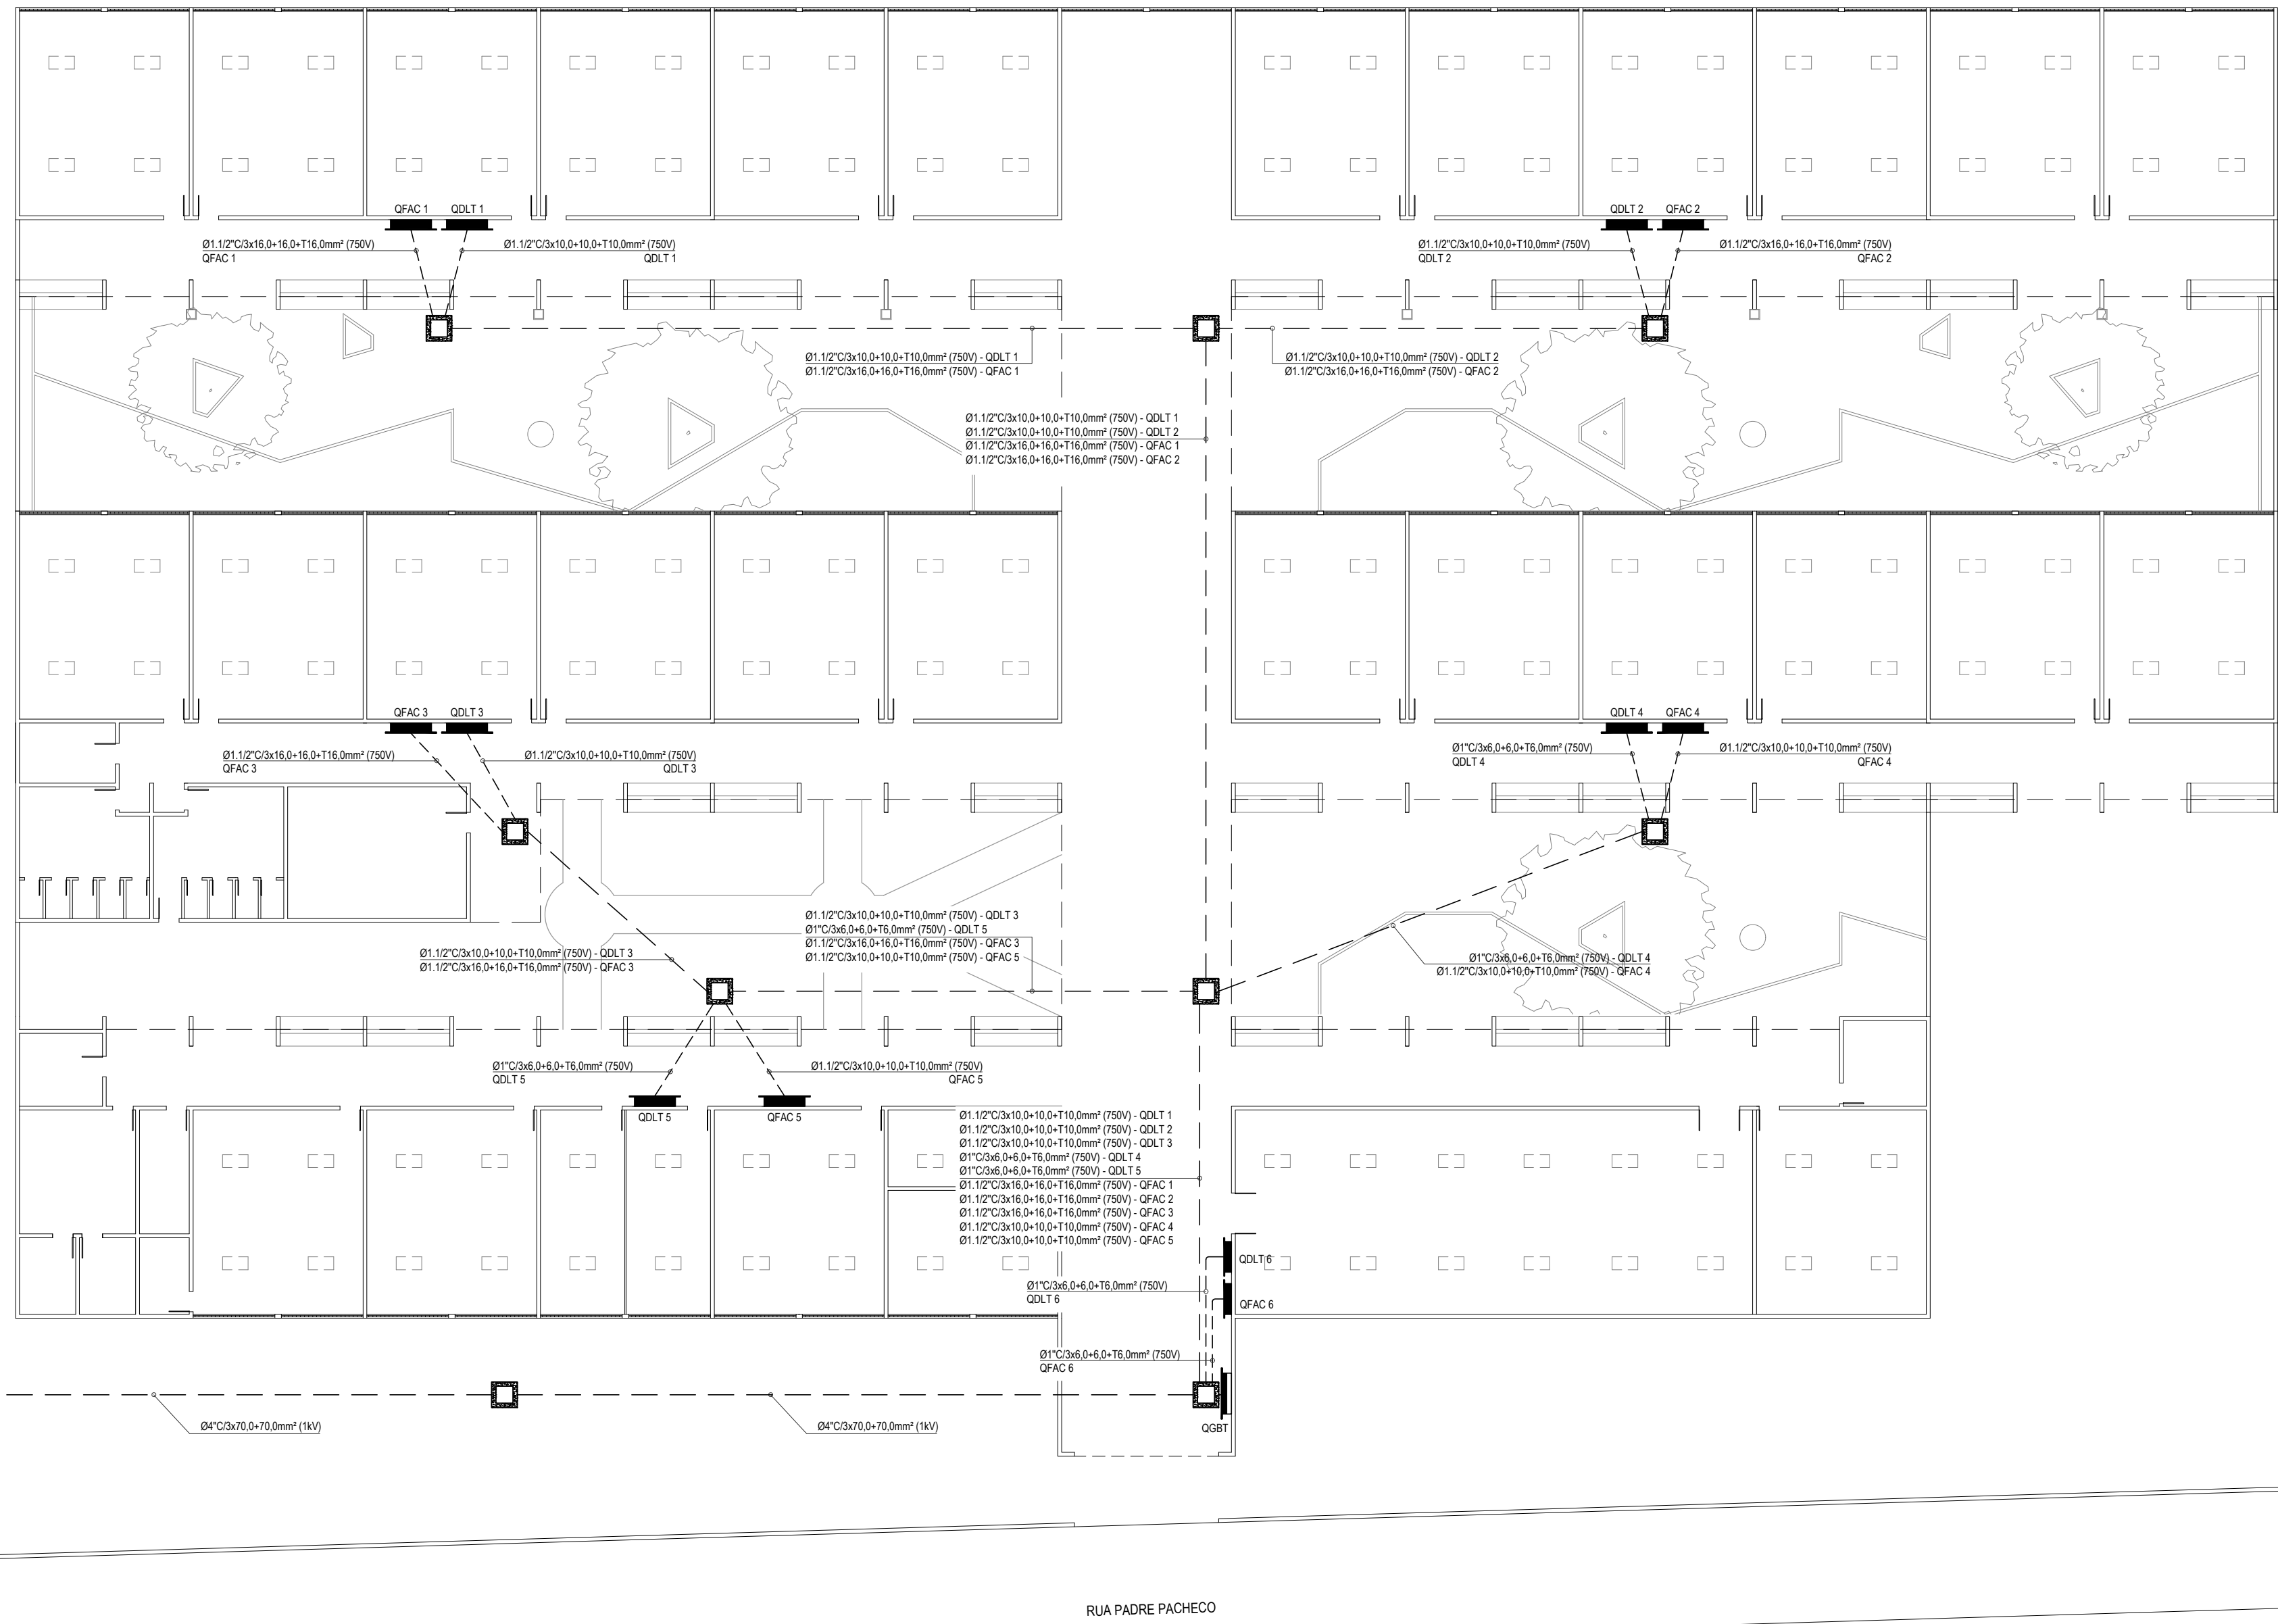 QFAC 1
QDLT 1
QDLT 2
QFAC 2
Ø1.1/2"C/3x16,0+16,0+T16,0mm² (750V)
QFAC 1
Ø1.1/2"C/3x10,0+10,0+T10,0mm² (750V)
QDLT 1
Ø1.1/2"C/3x10,0+10,0+T10,0mm² (750V)
QDLT 2
Ø1.1/2"C/3x16,0+16,0+T16,0mm² (750V)
QFAC 2
Ø1.1/2"C/3x10,0+10,0+T10,0mm² (750V) - QDLT 1
Ø1.1/2"C/3x16,0+16,0+T16,0mm² (750V) - QFAC 1
Ø1.1/2"C/3x10,0+10,0+T10,0mm² (750V) - QDLT 2
Ø1.1/2"C/3x16,0+16,0+T16,0mm² (750V) - QFAC 2
Ø1.1/2"C/3x10,0+10,0+T10,0mm² (750V) - QDLT 1
Ø1.1/2"C/3x10,0+10,0+T10,0mm² (750V) - QDLT 2
Ø1.1/2"C/3x16,0+16,0+T16,0mm² (750V) - QFAC 1
Ø1.1/2"C/3x16,0+16,0+T16,0mm² (750V) - QFAC 2
QFAC 3
QDLT 3
QDLT 4
QFAC 4
Ø1.1/2"C/3x16,0+16,0+T16,0mm² (750V)
QFAC 3
Ø1.1/2"C/3x10,0+10,0+T10,0mm² (750V)
QDLT 3
Ø1"C/3x6,0+6,0+T6,0mm² (750V)
QDLT 4
Ø1.1/2"C/3x10,0+10,0+T10,0mm² (750V)
QFAC 4
Ø1.1/2"C/3x10,0+10,0+T10,0mm² (750V) - QDLT 3
Ø1"C/3x6,0+6,0+T6,0mm² (750V) - QDLT 5
Ø1.1/2"C/3x16,0+16,0+T16,0mm² (750V) - QFAC 3
Ø1.1/2"C/3x10,0+10,0+T10,0mm² (750V) - QFAC 5
Ø1.1/2"C/3x10,0+10,0+T10,0mm² (750V) - QDLT 3
Ø1.1/2"C/3x16,0+16,0+T16,0mm² (750V) - QFAC 3
Ø1"C/3x6,0+6,0+T6,0mm² (750V) - QDLT 4
Ø1.1/2"C/3x10,0+10,0+T10,0mm² (750V) - QFAC 4
Ø1"C/3x6,0+6,0+T6,0mm² (750V)
QDLT 5
Ø1.1/2"C/3x10,0+10,0+T10,0mm² (750V)
QFAC 5
QDLT 5
QFAC 5
Ø1.1/2"C/3x10,0+10,0+T10,0mm² (750V) - QDLT 1
Ø1.1/2"C/3x10,0+10,0+T10,0mm² (750V) - QDLT 2
Ø1.1/2"C/3x10,0+10,0+T10,0mm² (750V) - QDLT 3
Ø1"C/3x6,0+6,0+T6,0mm² (750V) - QDLT 4
Ø1"C/3x6,0+6,0+T6,0mm² (750V) - QDLT 5
Ø1.1/2"C/3x16,0+16,0+T16,0mm² (750V) - QFAC 1
Ø1.1/2"C/3x16,0+16,0+T16,0mm² (750V) - QFAC 2
Ø1.1/2"C/3x16,0+16,0+T16,0mm² (750V) - QFAC 3
Ø1.1/2"C/3x10,0+10,0+T10,0mm² (750V) - QFAC 4
Ø1.1/2"C/3x10,0+10,0+T10,0mm² (750V) - QFAC 5
QDLT 6
Ø1"C/3x6,0+6,0+T6,0mm² (750V)
QDLT 6
QFAC 6
Ø1"C/3x6,0+6,0+T6,0mm² (750V)
QFAC 6
Ø4"C/3x70,0+70,0mm² (1kV)
Ø4"C/3x70,0+70,0mm² (1kV)
QGBT
RUA PADRE PACHECO